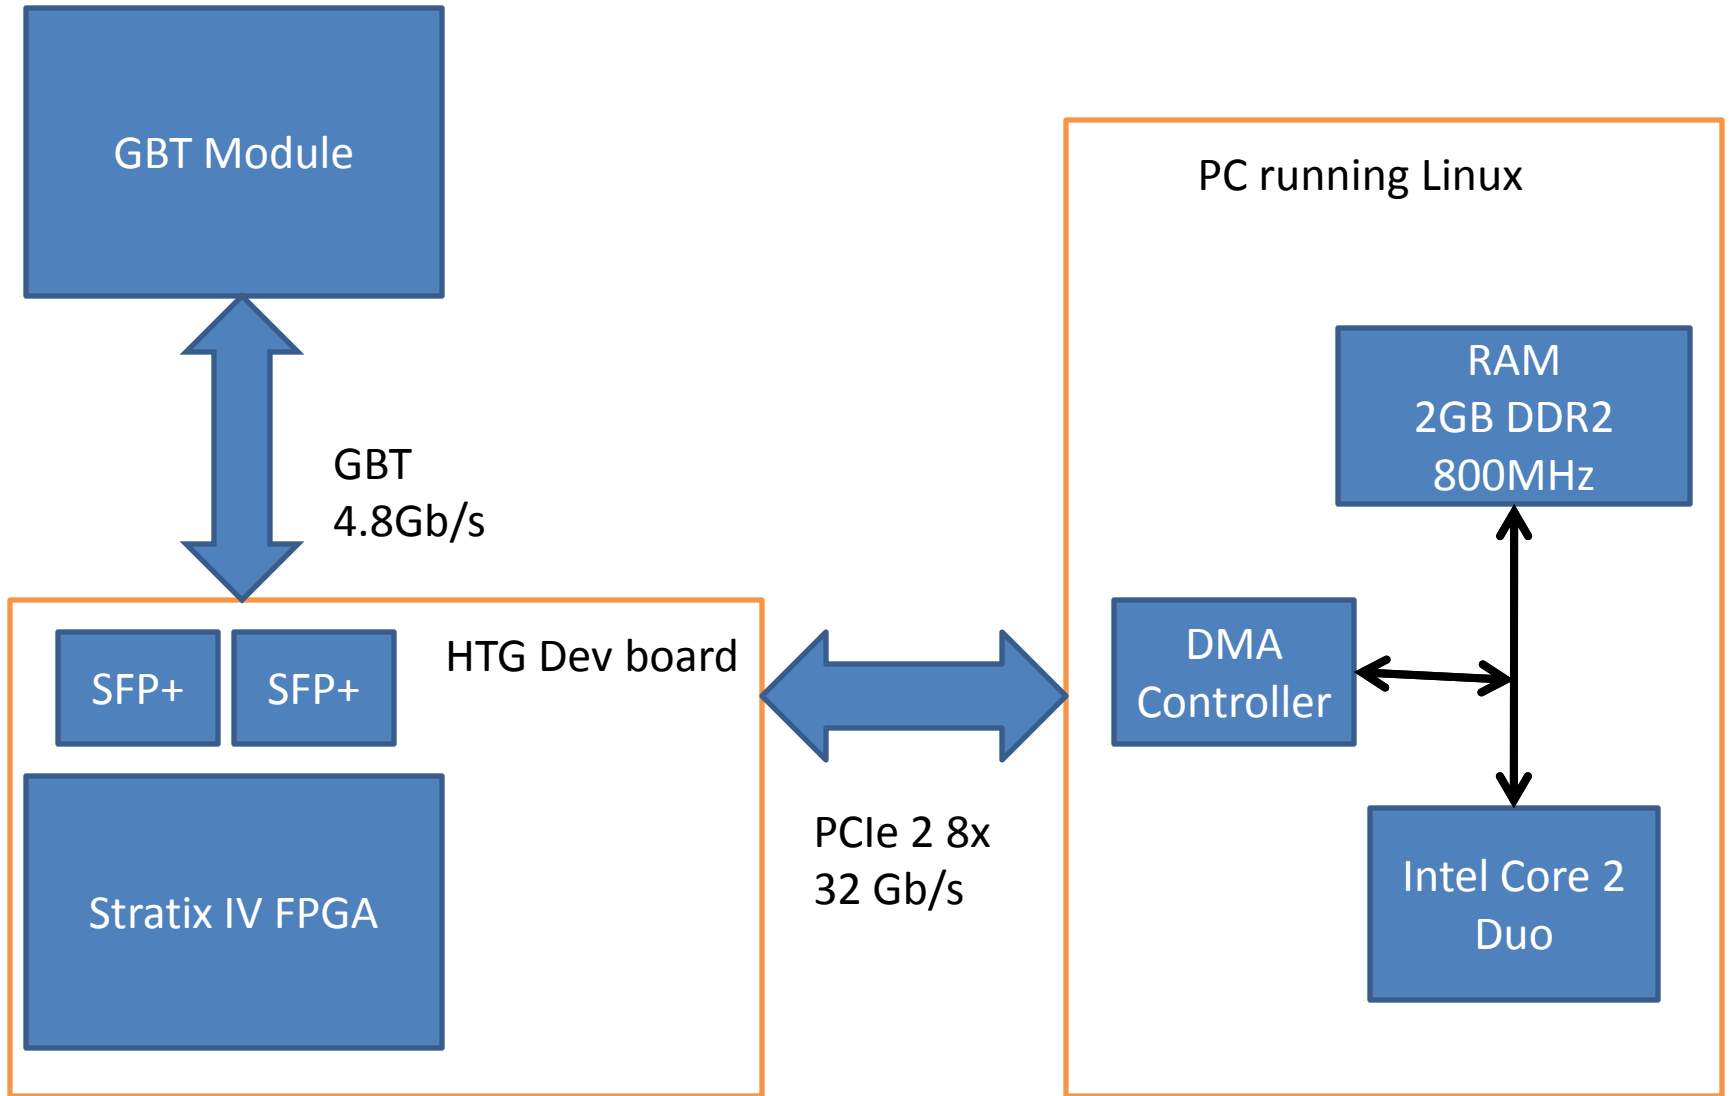 GBT Module
GBT
4.8Gb/s
HTG Dev board
SFP+
SFP+
Stratix IV FPGA
PCIe 2 8x
32 Gb/s
PC running Linux
RAM
2GB DDR2
800MHz
DMA
Controller
Intel Core 2
Duo